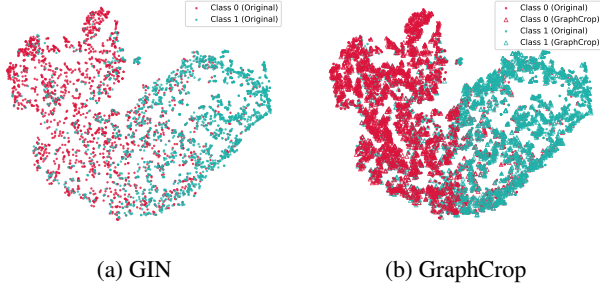 Class 0 (Original)
Class 1 (Original)
Class 0 (Original)
Class 0 (GraphCrop)
Class 1 (Original)
Class 1 (GraphCrop)
(a) GIN
(b) GraphCrop